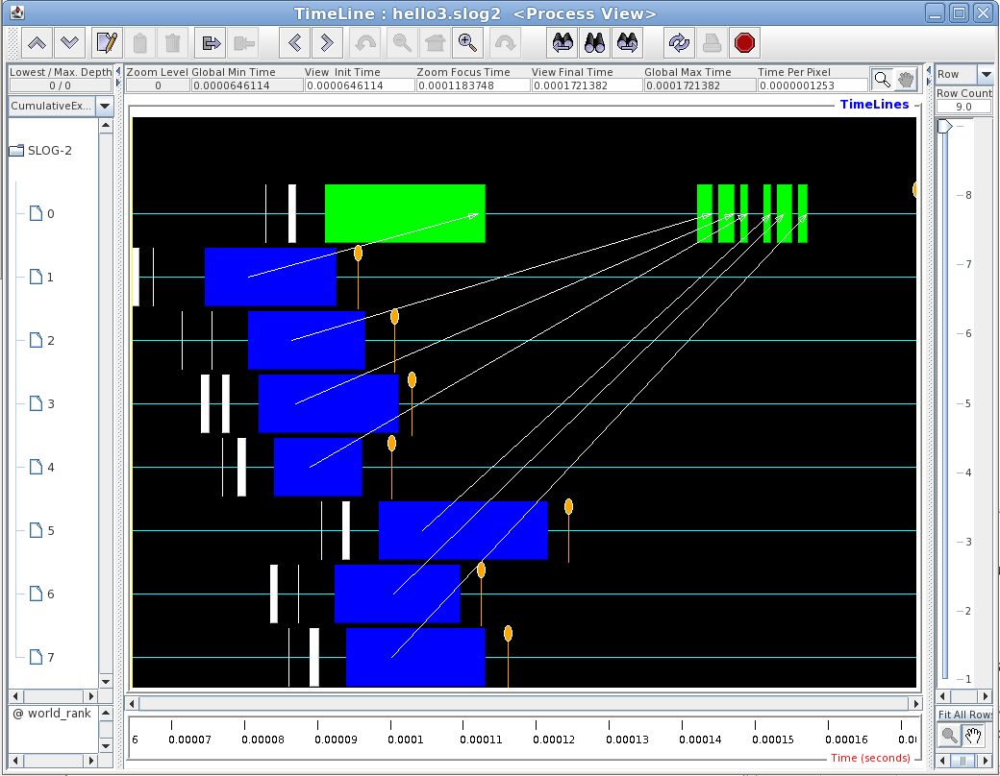 TimeLine : hello3.slog2 <Process View>
Lowest / Max. Depth Zoom Level Global Min Time View Init Time Zoom Focus Time View Final Time Global Max Time Time Per Pixel Row
0 / 0 0 0.0000646114 0.0000646114 0.0001183748 0.0001721382 0.0001721382 0.0000001253
Row Count
9.0
CumulativeEx...
TimeLines
SLOG-2
0
1
2
3
4
5
6
7
8
7
6
5
4
3
2
1
@ world_rank
Fit All Rows
6 0.00007 0.00008 0.00009 0.0001 0.00011 0.00012 0.00013 0.00014 0.00015 0.00016 0.0
Time (seconds)